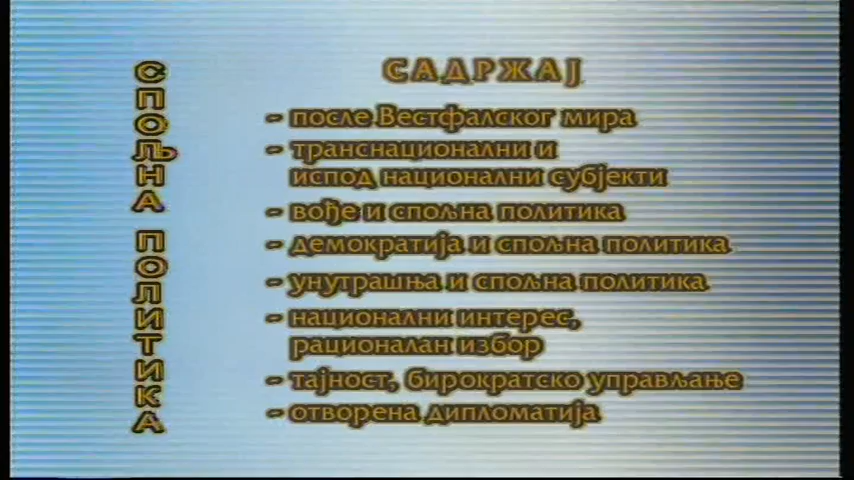 СПОЉНА ПОЛИТИКА
САДРЖАЈ
- после Вестфалског мира
- транснационални и
испод национални субјекти
- вође и спољна политика
- демократија и спољна политика
- унутрашња и спољна политика
- национални интерес,
рационалан избор
- тајност, бирократско управљање
- отворена дипломатија